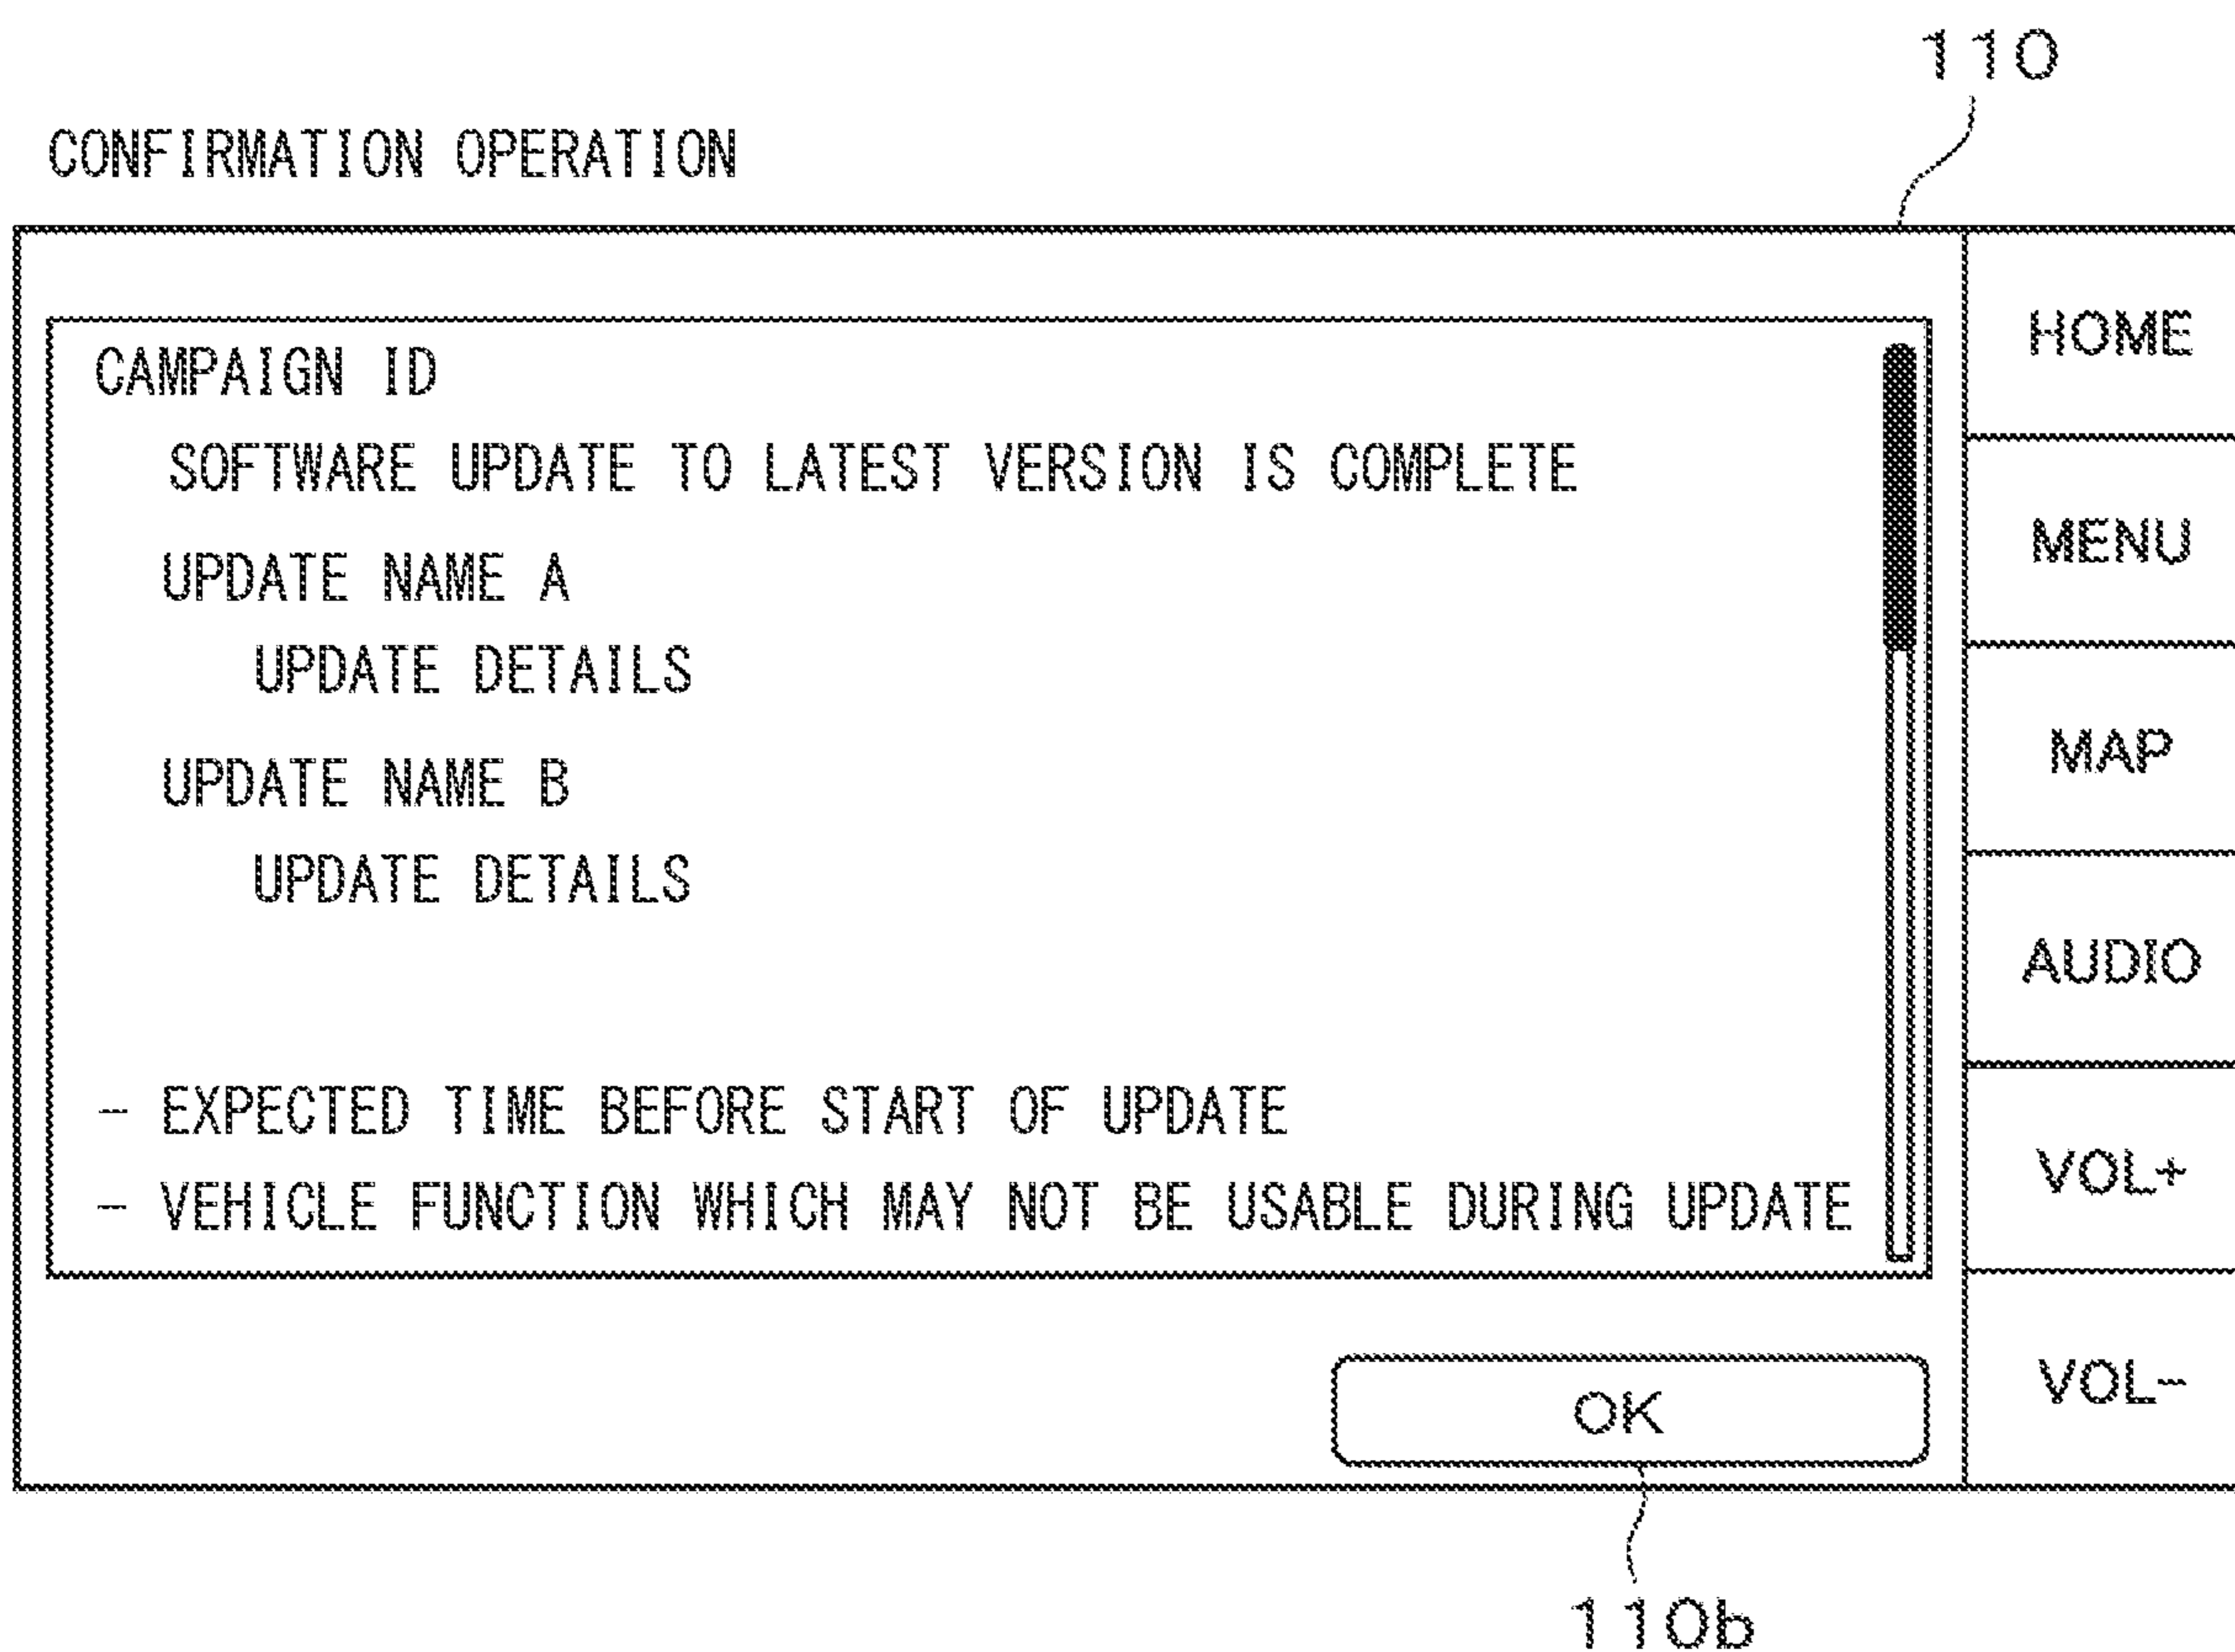 110
CONFIRMATION OPERATION
CAMPAIGN ID
SOFTWARE UPDATE TO LATEST VERSION IS COMPLETE
UPDATE NAME A
UPDATE DETAILS
UPDATE NAME B
UPDATE DETAILS
- EXPECTED TIME BEFORE START OF UPDATE
- VEHICLE FUNCTION WHICH MAY NOT BE USABLE DURING UPDATE
OK
HOME
MENU
MAP
AUDIO
VOL+
VOL-
110b